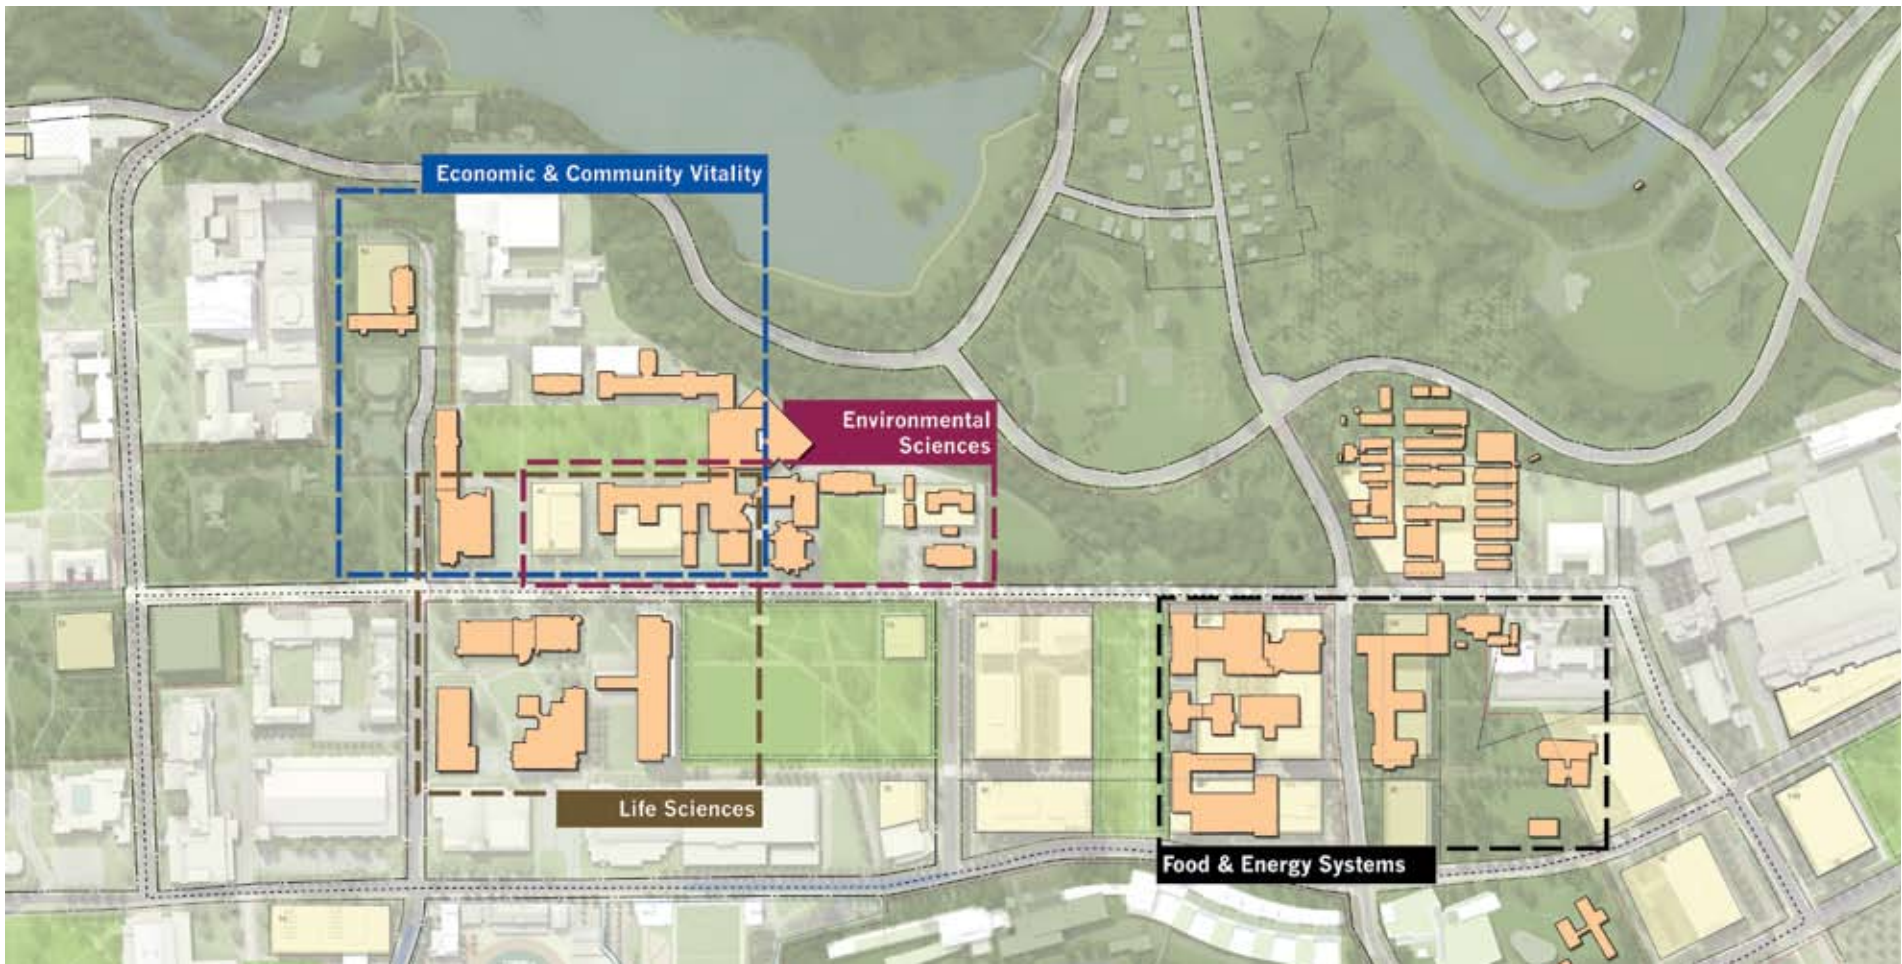 Economic & Community Vitality
Environmental
Sciences
Life Sciences
Food & Energy Systems